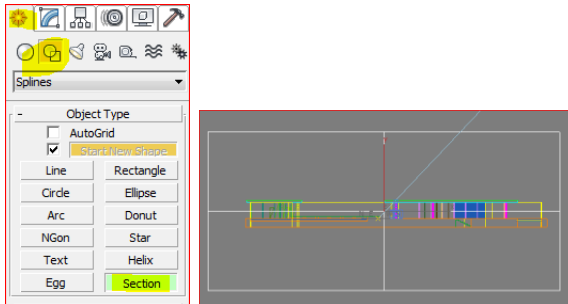 Splines
- Object Type
AutoGrid
Start New Shape
Line Rectangle
Circle Ellipse
Arc Donut
NGon Star
Text Helix
Egg Section